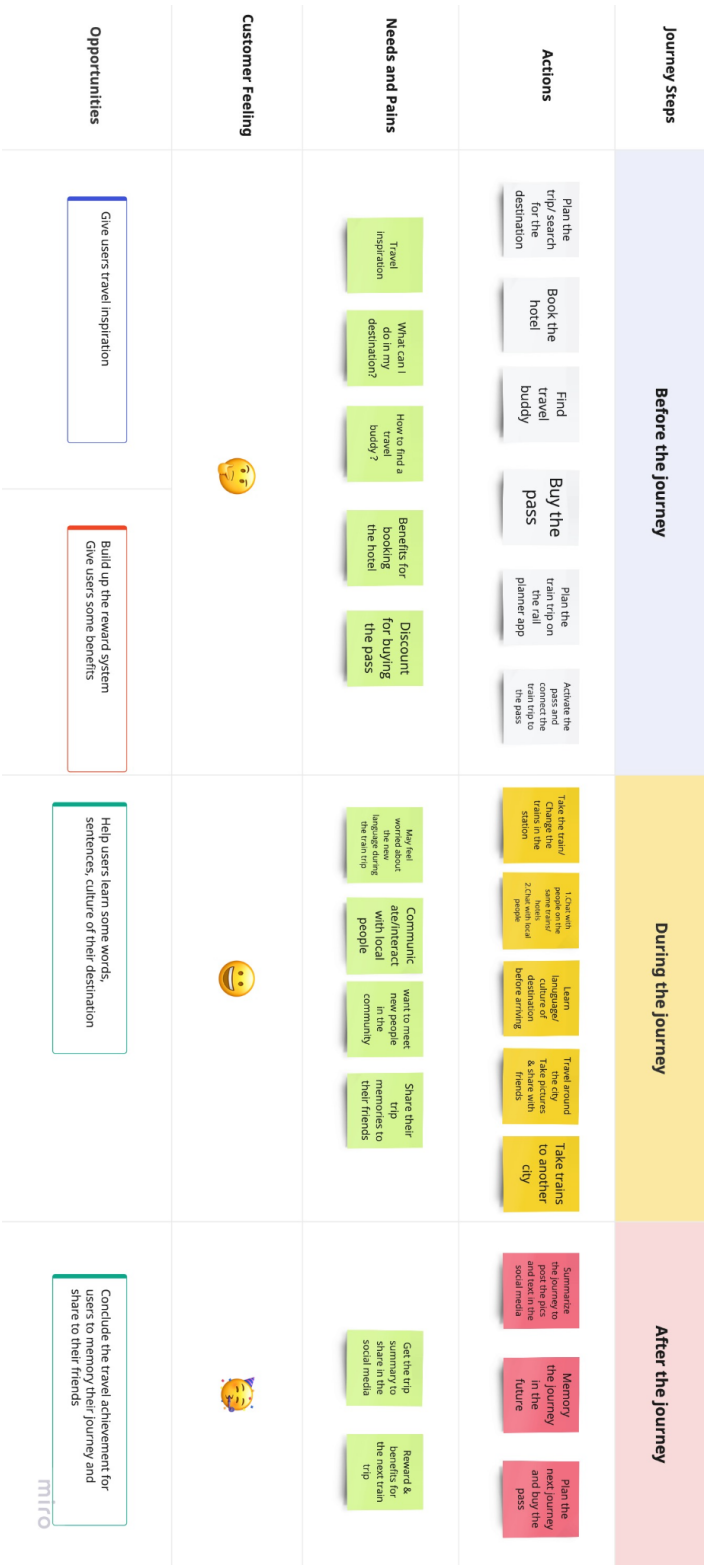 Journey Steps
Before the journey
During the journey
After the journey
Actions
Plan the
trip/ search
for the
destination
Book the
hotel
Find
travel
buddy
Buy the
pass
Plan the
train trip on
the rail
planner app
Activate the
pass and
connect the
train trip to
the pass
Take the train/
Change the
trains in the
station
1.Chat with
people on the
same trains/
hotels
2.Chat with local
people
Learn
lanuguage/
culture of
destination
before arriving
Travel around
the city
Take pictures
& share with
friends
Take trains
to another
city
Summarize
the journey to
post the pics
and text in the
social media
Memory
the journey
in the
future
Plan the
next journey
and buy the
pass
Needs and Pains
Travel
inspiration
What can I
do in my
destination?
How to find a
travel
buddy ?
Benefits for
booking
the hotel
Discount
for buying
the pass
May feel
worried about
the new
language during
the train trip
Communic
ate/interact
with local
people
want to meet
new people
in the
community
Share their
trip
memories to
their friends
Get the trip
summary to
share in the
social media
Reward &
benefits for
the next train
trip
Customer Feeling
Opportunities
Give users travel inspiration
Build up the reward system
Give users some benefits
Help users learn some words,
sentences, culture of their destination
Conclude the travel achievement for
users to memory their journey and
share to their friends
miro